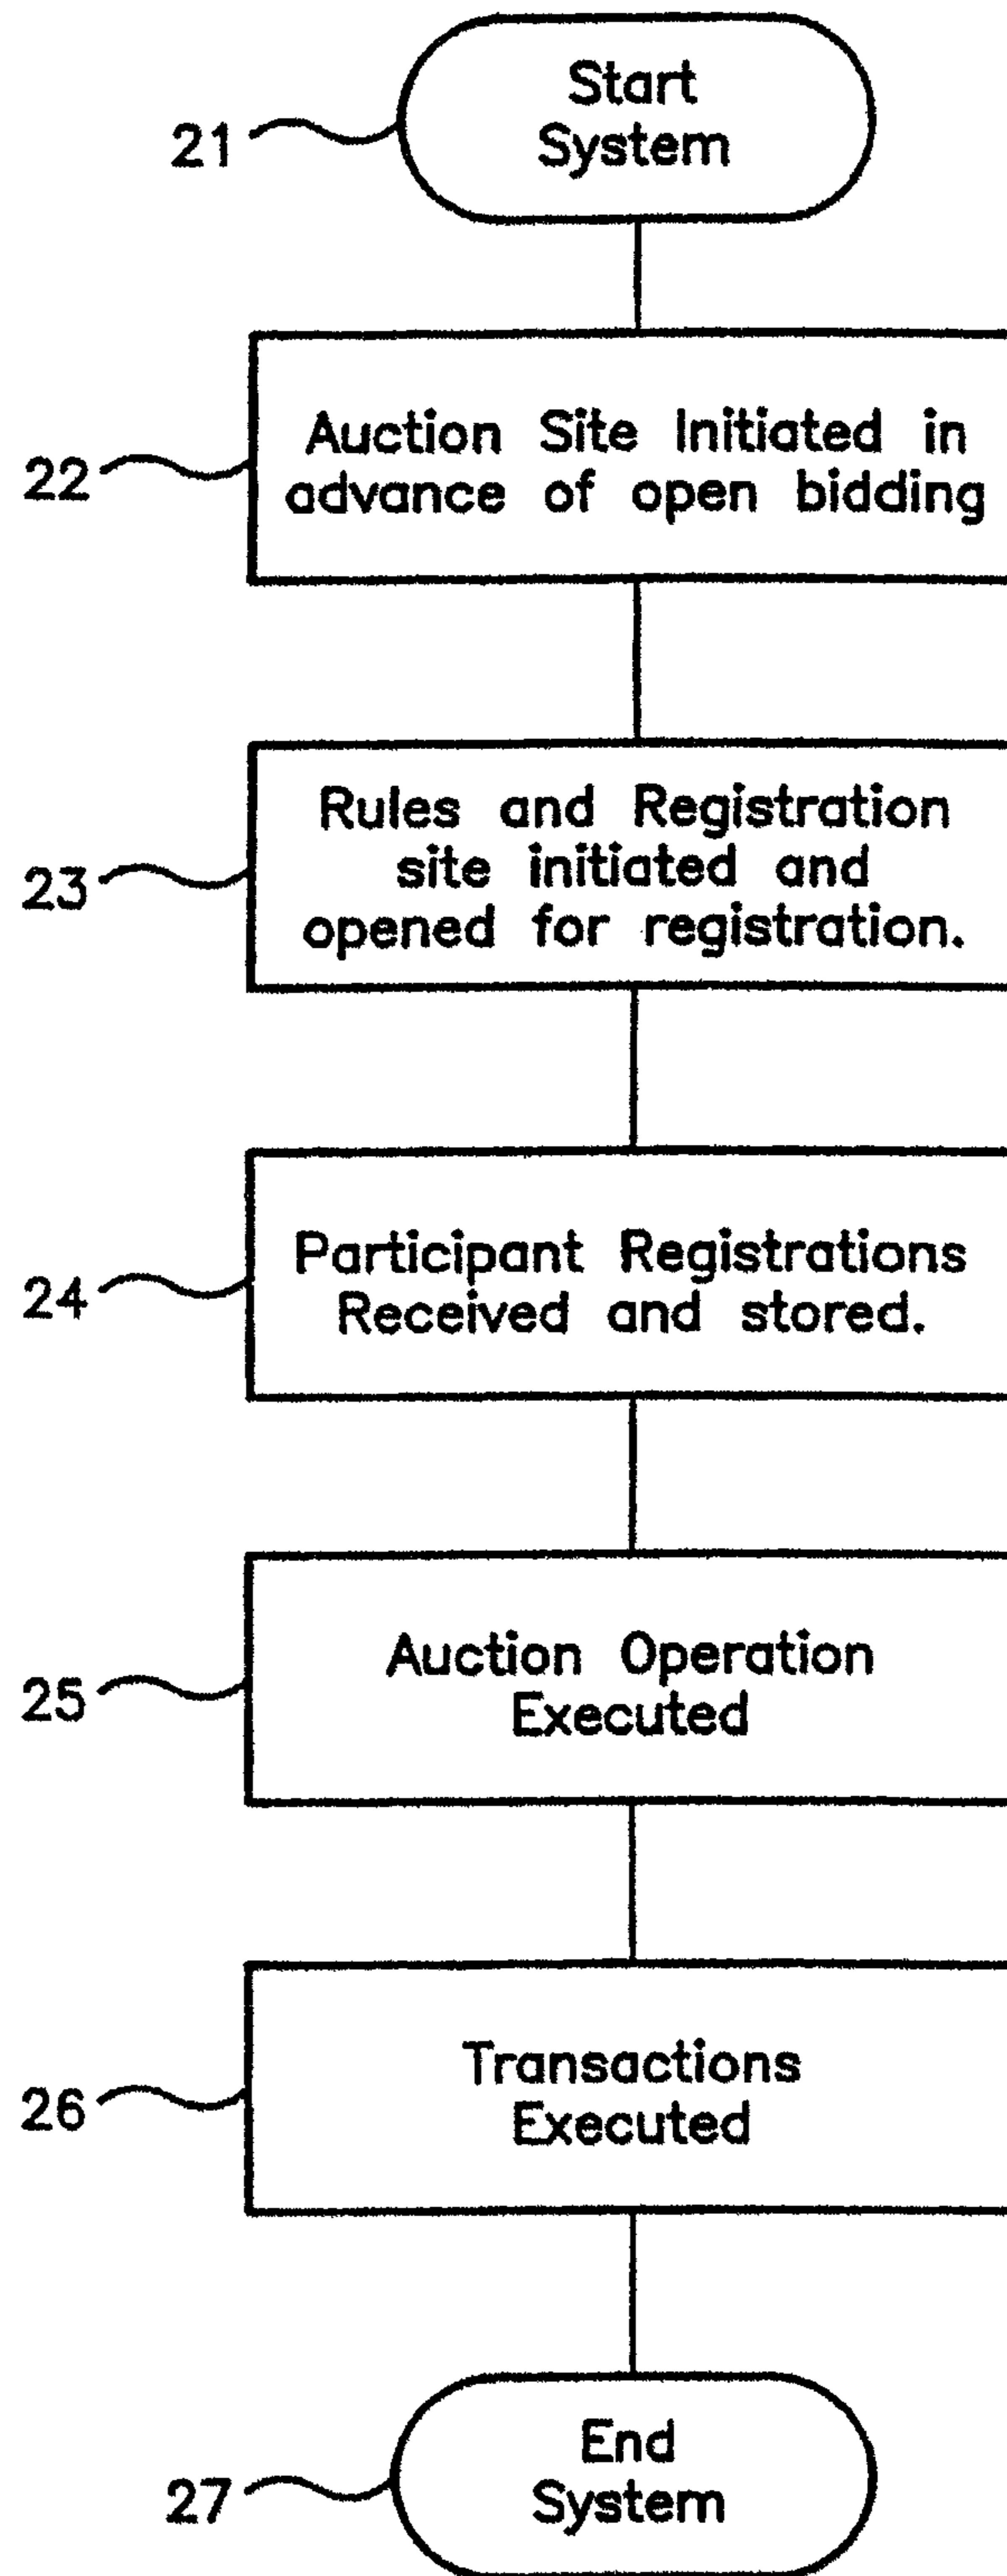 21
Start
System
22
Auction Site Initiated in
advance of open bidding
23
Rules and Registration
site initiated and
opened for registration.
24
Participant Registrations
Received and stored.
25
Auction Operation
Executed
26
Transactions
Executed
27
End
System